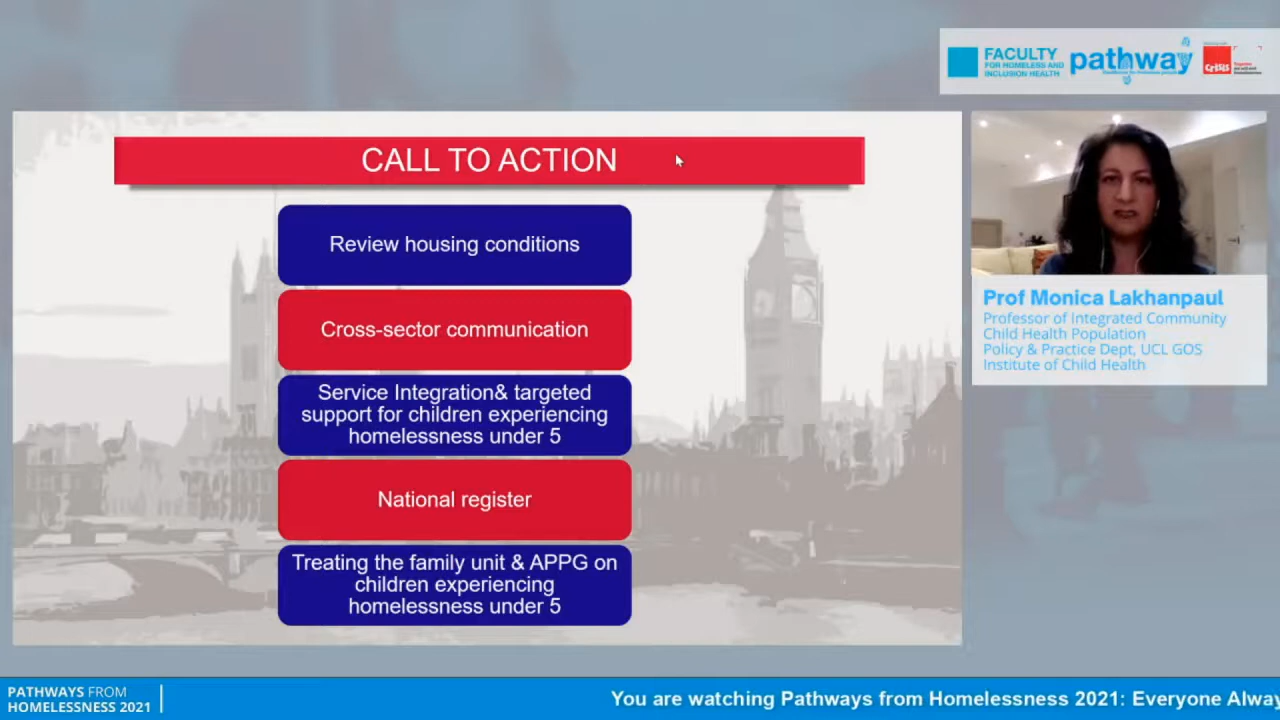 FACULTY
FOR HOMELESS AND
INCLUSION HEALTH
pathway
Crisis
CALL TO ACTION
Review housing conditions
Cross-sector communication
Service Integration& targeted
support for children experiencing
homelessness under 5
National register
Treating the family unit & APPG on
children experiencing
homelessness under 5
Prof Monica Lakhanpaul
Professor of Integrated Community
Child Health Population
Policy & Practice Dept, UCL GOS
Institute of Child Health
PATHWAYS FROM
HOMELESSNESS 2021
You are watching Pathways from Homelessness 2021: Everyone Alway